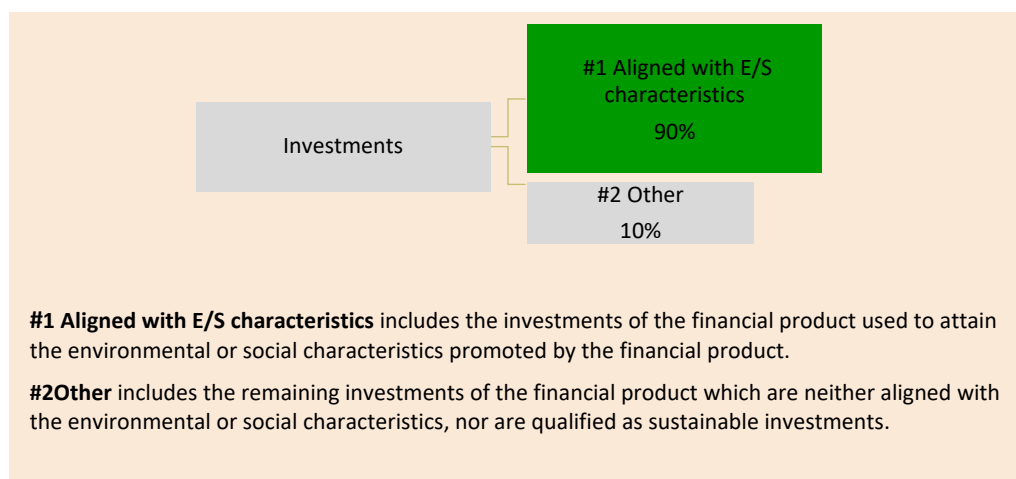 #1 Aligned with E/S
characteristics
90%
Investments
#2 Other
10%
#1 Aligned with E/S characteristics includes the investments of the financial product used to attain
the environmental or social characteristics promoted by the financial product.
#2Other includes the remaining investments of the financial product which are neither aligned with
the environmental or social characteristics, nor are qualified as sustainable investments.